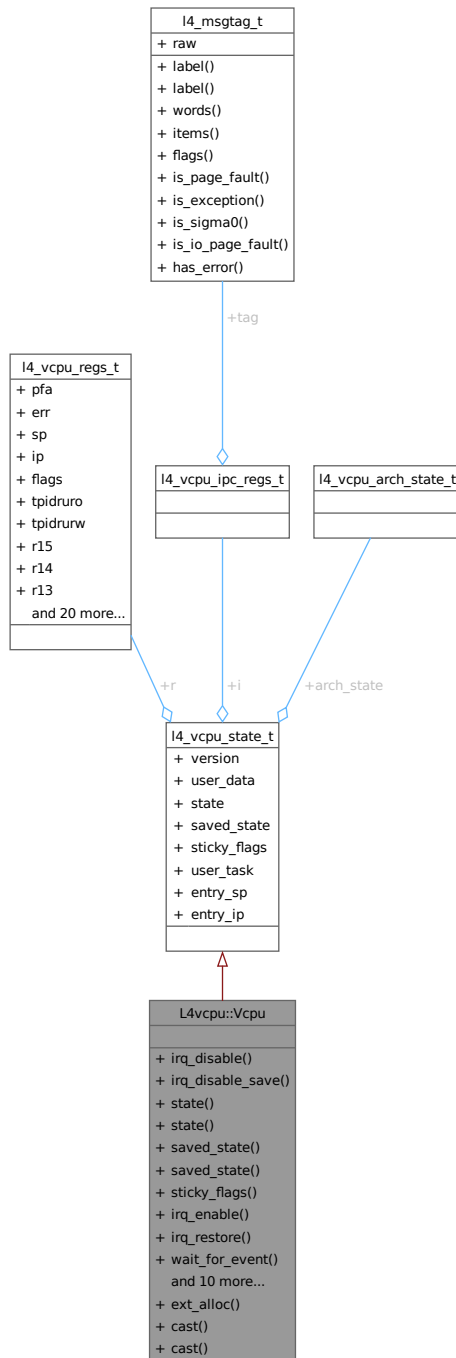 l4_msgtag_t
+ raw
+ label()
+ label()
+ words()
+ items()
+ flags()
+ is_page_fault()
+ is_exception()
+ is_sigma0()
+ is_io_page_fault()
+ has_error()
+tag
l4_vcpu_regs_t
+ pfa
+ err
+ sp
+ ip
+ flags
+ tpidruro
+ tpidrurw
+ r15
+ r14
+ r13
and 20 more...
l4_vcpu_ipc_regs_t
l4_vcpu_arch_state_t
+r
+i
+arch_state
l4_vcpu_state_t
+ version
+ user_data
+ state
+ saved_state
+ sticky_flags
+ user_task
+ entry_sp
+ entry_ip
L4vcpu::Vcpu
+ irq_disable()
+ irq_disable_save()
+ state()
+ state()
+ saved_state()
+ saved_state()
+ sticky_flags()
+ irq_enable()
+ irq_restore()
+ wait_for_event()
and 10 more...
+ ext_alloc()
+ cast()
+ cast()